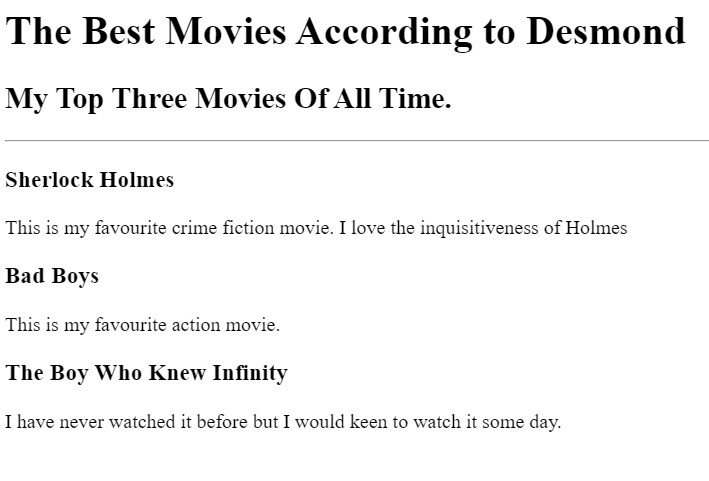 The Best Movies According to Desmond
My Top Three Movies Of All Time.
Sherlock Holmes
This is my favourite crime fiction movie. I love the inquisitiveness of Holmes
Bad Boys
This is my favourite action movie.
The Boy Who Knew Infinity
I have never watched it before but I would keen to watch it some day.